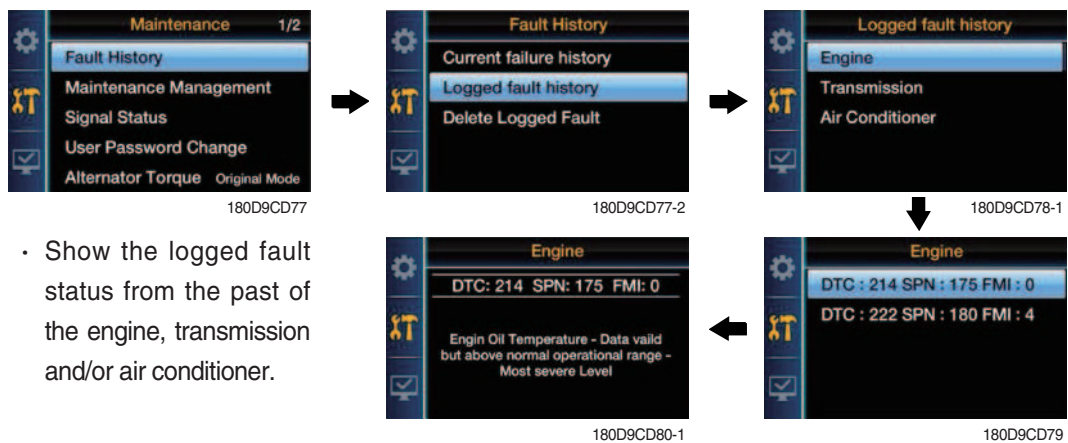 Maintenance 1/2
Fault History
Maintenance Management
Signal Status
User Password Change
Alternator Torque Original Mode
180D9CD77
Fault History
Current failure history
Logged fault history
Delete Logged Fault
180D9CD77-2
Logged fault history
Engine
Transmission
Air Conditioner
180D9CD78-1
· Show the logged fault
status from the past of
the engine, transmission
and/or air conditioner.
Engine
DTC : 214 SPN : 175 FMI : 0
DTC : 222 SPN : 180 FMI : 4
180D9CD79
Engine
DTC: 214 SPN: 175 FMI: 0
Engin Oil Temperature - Data vaild
but above normal operational range -
Most severe Level
180D9CD80-1